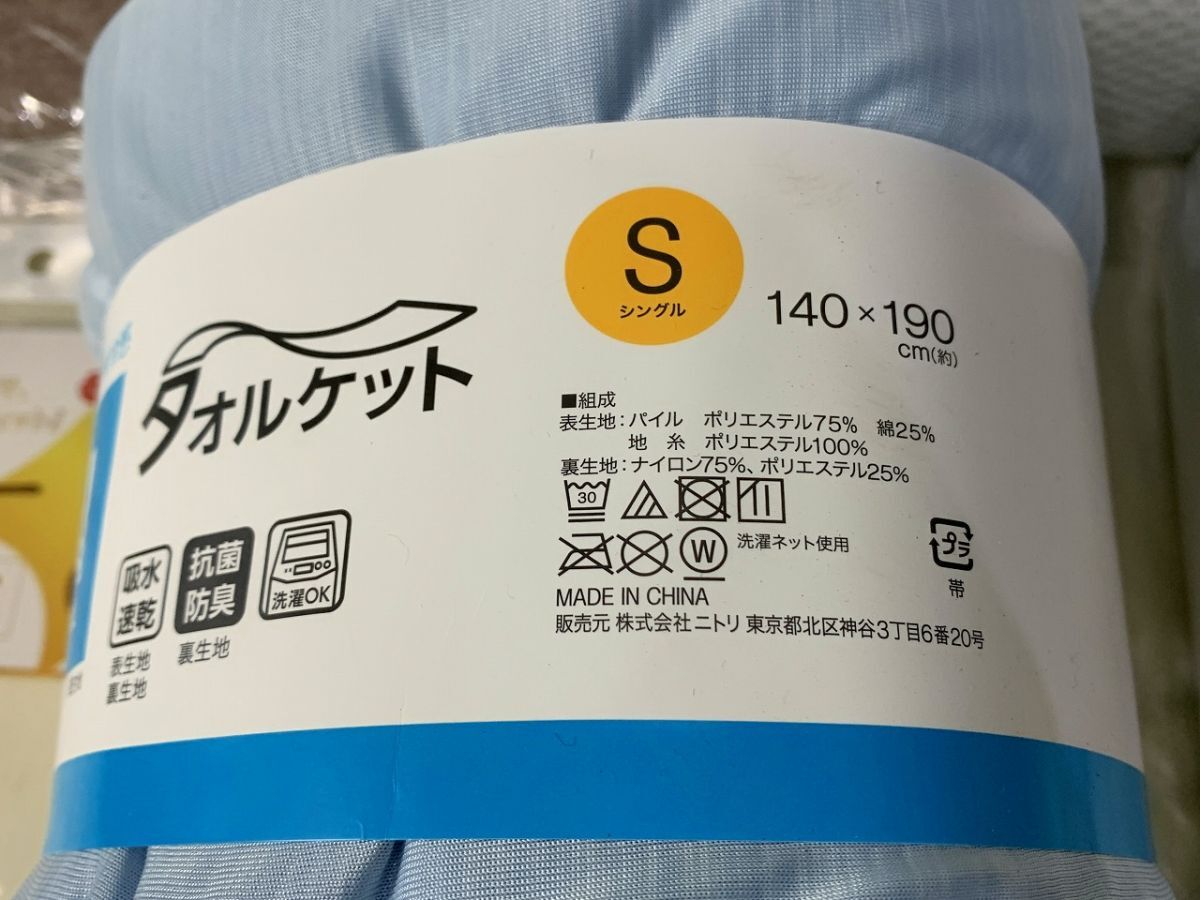 S
シングル
140×190
cm(約)
タオルケット
■組成
表生地:パイル ポリエステル75% 綿25%
地 糸 ポリエステル100%
裏生地:ナイロン75%、ポリエステル25%
30
W
洗濯ネット使用
MADE IN CHINA
販売元 株式会社ニトリ 東京都北区神谷3丁目6番20号
プラ
帯
吸水
速乾
表生地
裏生地
抗菌
防臭
裏生地
洗濯OK